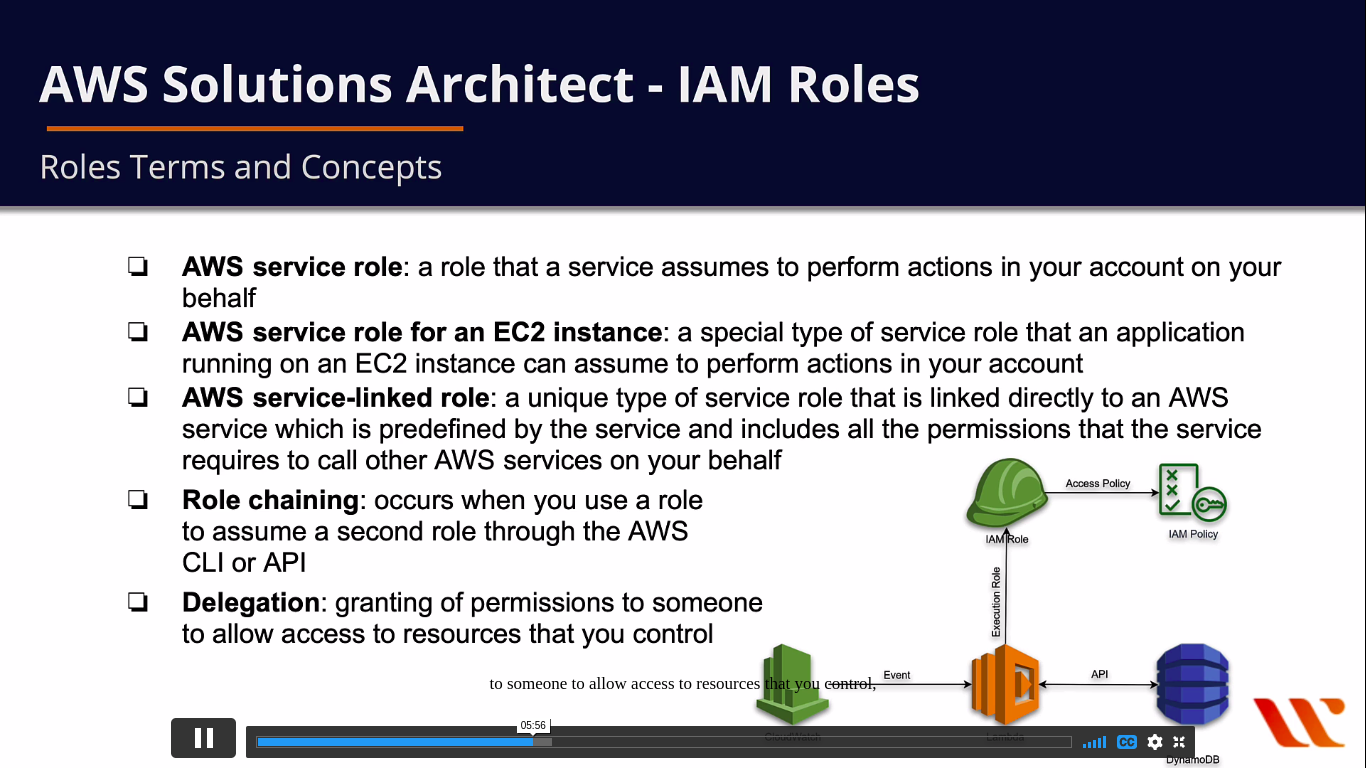 AWS Solutions Architect - IAM Roles
Roles Terms and Concepts
❏ AWS service role: a role that a service assumes to perform actions in your account on your
behalf
❏ AWS service role for an EC2 instance: a special type of service role that an application
running on an EC2 instance can assume to perform actions in your account
❏ AWS service-linked role: a unique type of service role that is linked directly to an AWS
service which is predefined by the service and includes all the permissions that the service
requires to call other AWS services on your behalf
❏ Role chaining: occurs when you use a role
to assume a second role through the AWS
CLI or API
❏ Delegation: granting of permissions to someone
to allow access to resources that you control
Access Policy
IAM Role
IAM Policy
Execution Role
Event
API
to someone to allow access to resources that you control,
CloudWatch
Lambda
DynamoDB
05:56
CC